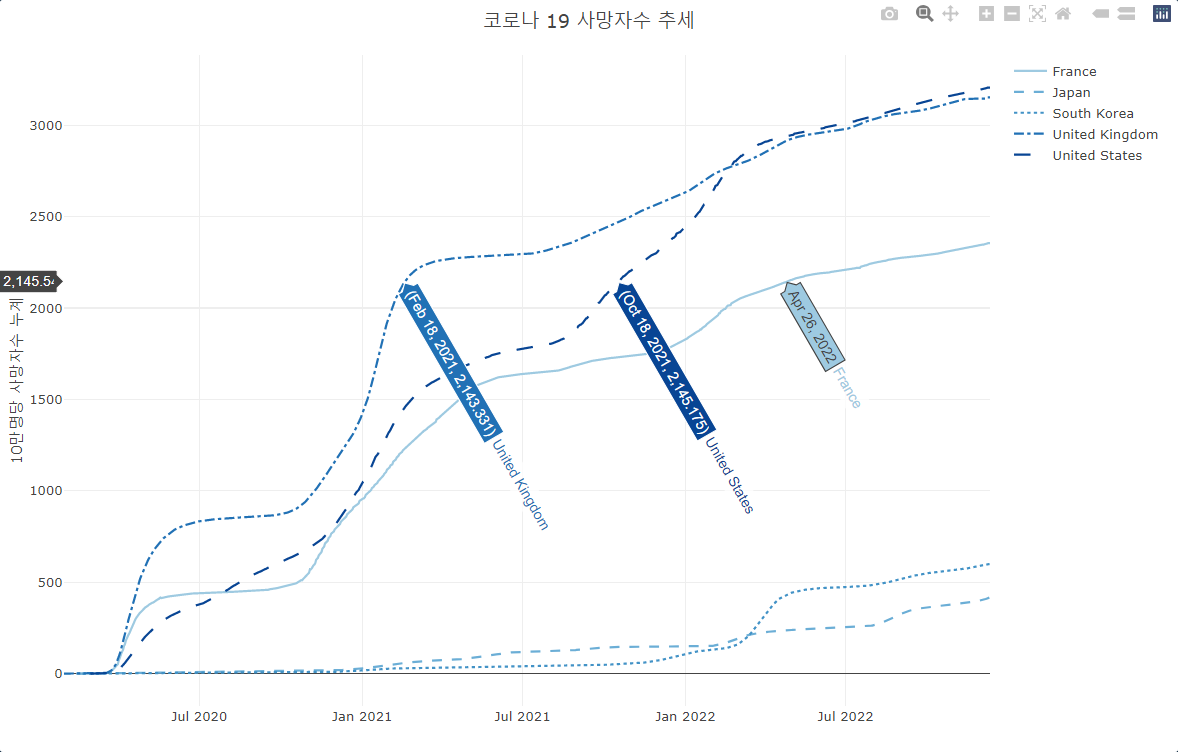 코로나 19 사망자수 추세
France
Japan
South Korea
United Kingdom
United States
3000
2500
2,145.54
2000
1500
1000
500
0
10만명당 사망자수 누계
(Feb 18, 2021, 2,143.331)
United Kingdom
(Oct 18, 2021, 2,145.175)
United States
Apr 26, 2022
France
Jul 2020
Jan 2021
Jul 2021
Jan 2022
Jul 2022